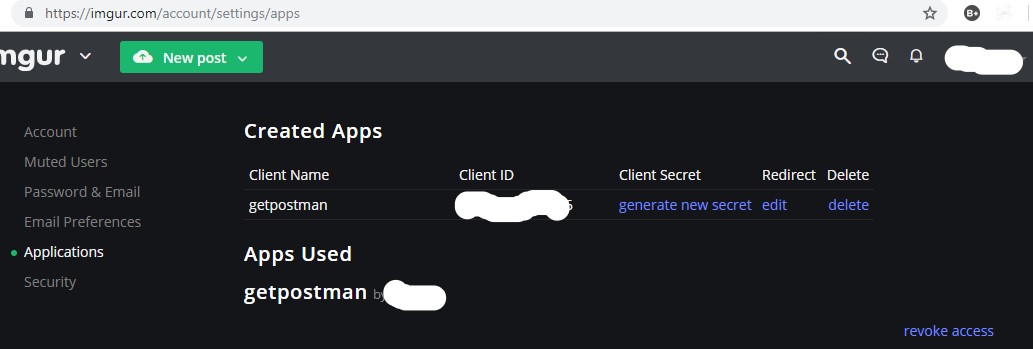 https://imgur.com/account/settings/apps
B+
mgur New post
Account
Muted Users
Password & Email
Email Preferences
Applications
Security
Created Apps
Client Name Client ID Client Secret Redirect Delete
getpostman generate new secret edit delete
Apps Used
getpostman by
revoke access